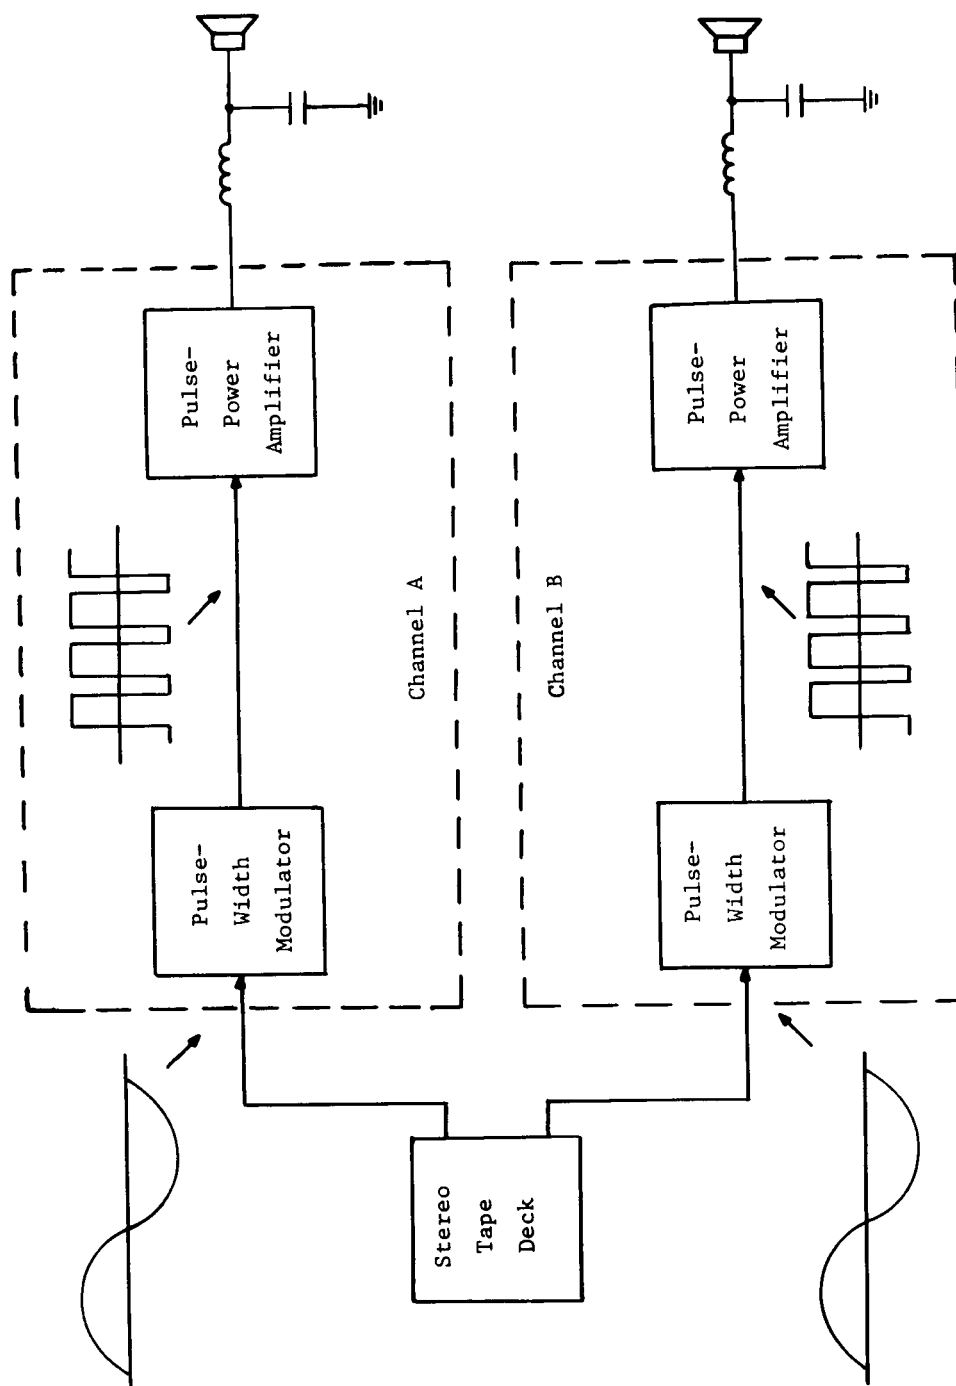 Stereo
Tape
Deck
Pulse-
Width
Modulator
Pulse-
Power
Amplifier
Channel A
Channel B
Pulse-
Width
Modulator
Pulse-
Power
Amplifier